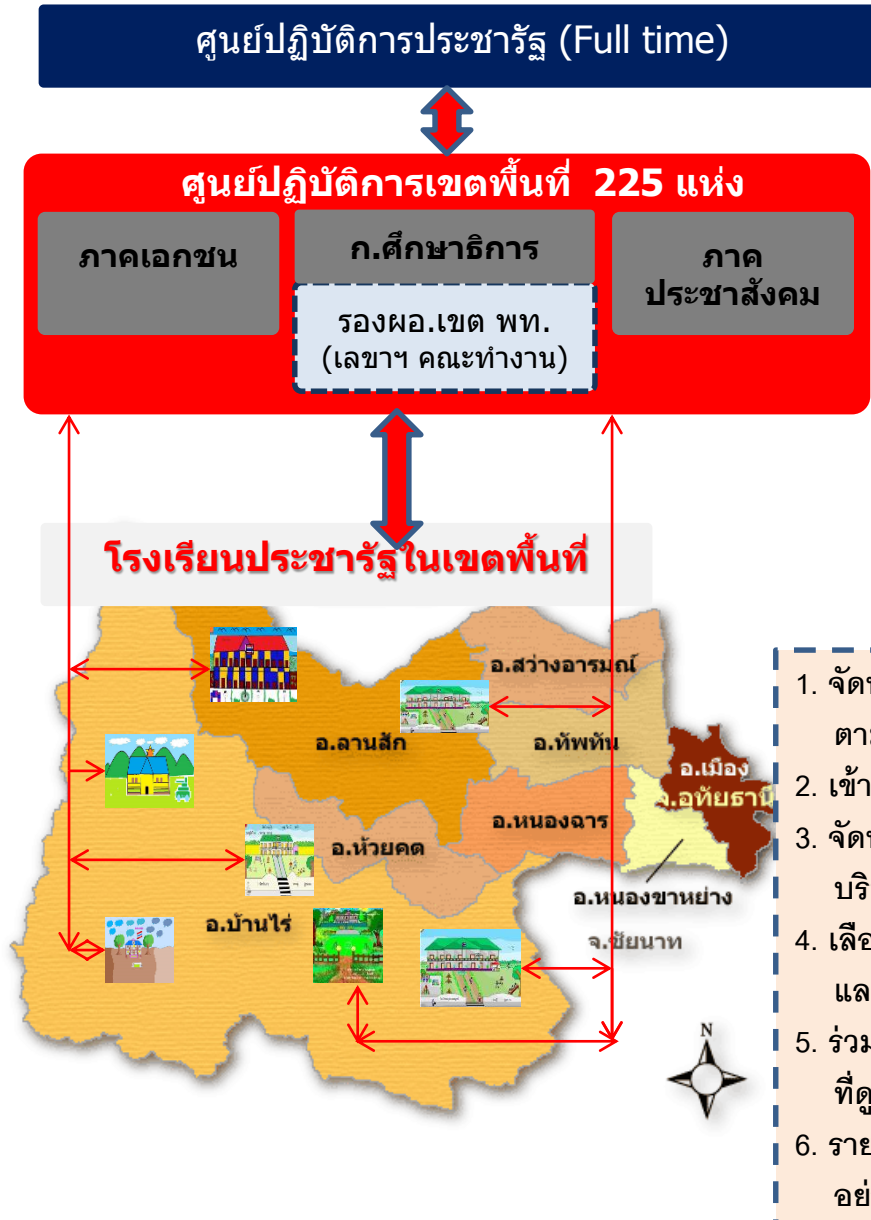 ศูนย์ปฏิบัติการประชารัฐ (Full time)
ศูนย์ปฏิบัติการเขตพื้นที่ 225 แห่ง
ภาคเอกชน
ก.ศึกษาธิการ
รองผอ.เขต พท.
(เลขาฯ คณะทำงาน)
ภาค
ประชาสังคม
โรงเรียนประชารัฐในเขตพื้นที่
อ.สว่างอารมณ์
อ.ลานสัก
อ.ทัพทัน
อ.เมือง
จ.อุทัยธานี
อ.หนองฉาง
อ.ห้วยคต
อ.หนองขาหย่าง
อ.บ้านไร่
จ.ชัยนาท
N
1. จัดท
ตา
2. เข้า
3. จัดท
บริ
4. เลือ
แล
5. ร่วม
ที่ดู
6. ราย
อย่